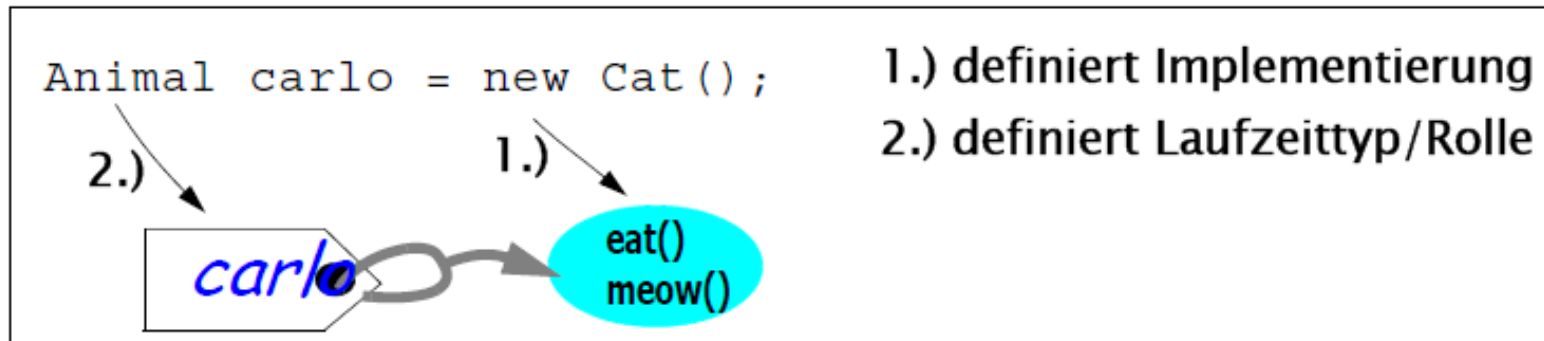 Animal carlo = new Cat();
1.) definiert Implementierung
2.) definiert Laufzeittyp/Rolle
2.)
1.)
carlo
eat()
meow()